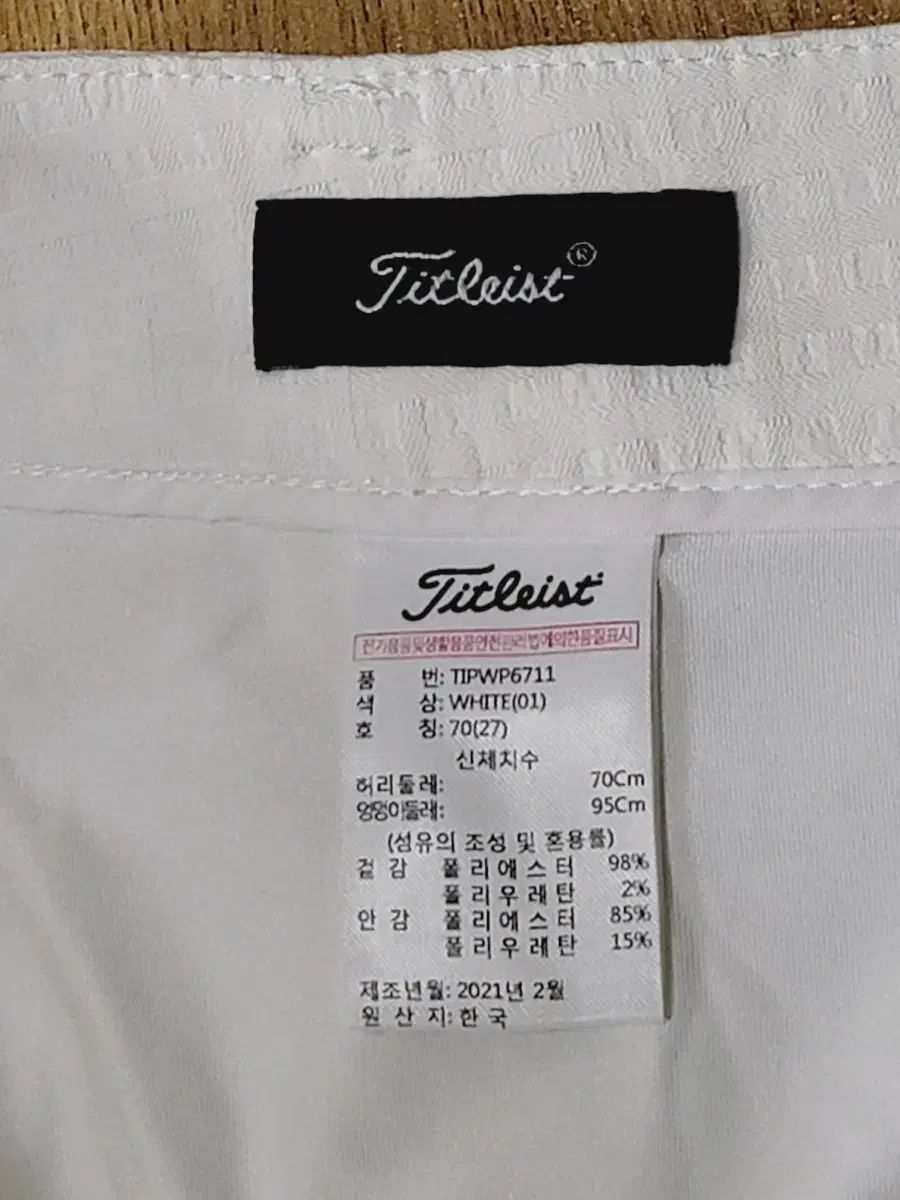 Titleist®
Titleist
전기용품및생활용품안전관리법에의한품질표시
품 번: TIPWP6711
색 상: WHITE(01)
호 칭: 70(27)
신체치수
허리둘레: 70Cm
엉덩이둘레: 95Cm
(섬유의 조성 및 혼용률)
겉 감 폴리에스터 98%
폴리우레탄 2%
안 감 폴리에스터 85%
폴리우레탄 15%
제조년월: 2021년 2월
원 산 지: 한 국